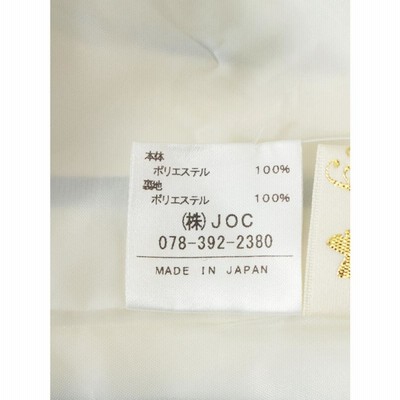 本体
ポリエステル 100%
裏地
ポリエステル 100%
(株)JOC
078-392-2380
MADE IN JAPAN